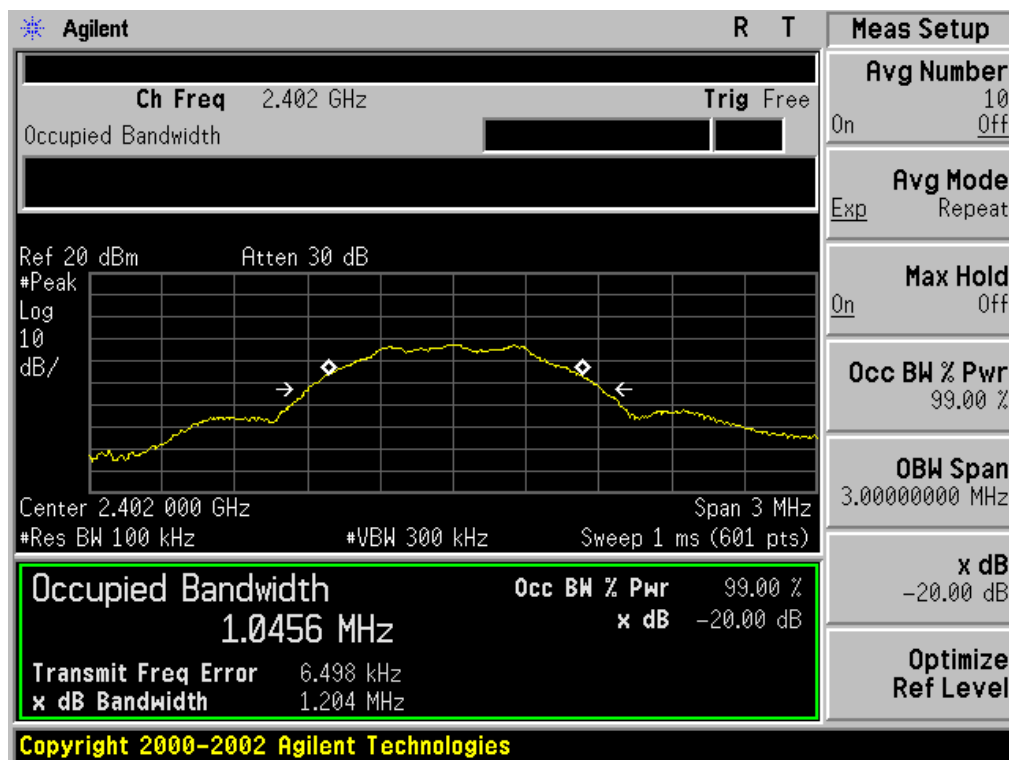 Agilent R T
Meas Setup
Ch Freq 2.402 GHz Trig Free
Occupied Bandwidth
Avg Number
10
On Off
Avg Mode
Exp Repeat
Max Hold
On Off
Occ BW % Pwr
99.00 %
OBW Span
3.00000000 MHz
x dB
-20.00 dB
Optimize
Ref Level
Ref 20 dBm Atten 30 dB
#Peak
Log
10
dB/
Center 2.402 000 GHz Span 3 MHz
#Res BW 100 kHz #VBW 300 kHz Sweep 1 ms (601 pts)
Occupied Bandwidth
1.0456 MHz
Occ BW % Pwr 99.00 %
x dB -20.00 dB
Transmit Freq Error 6.498 kHz
x dB Bandwidth 1.204 MHz
Copyright 2000-2002 Agilent Technologies